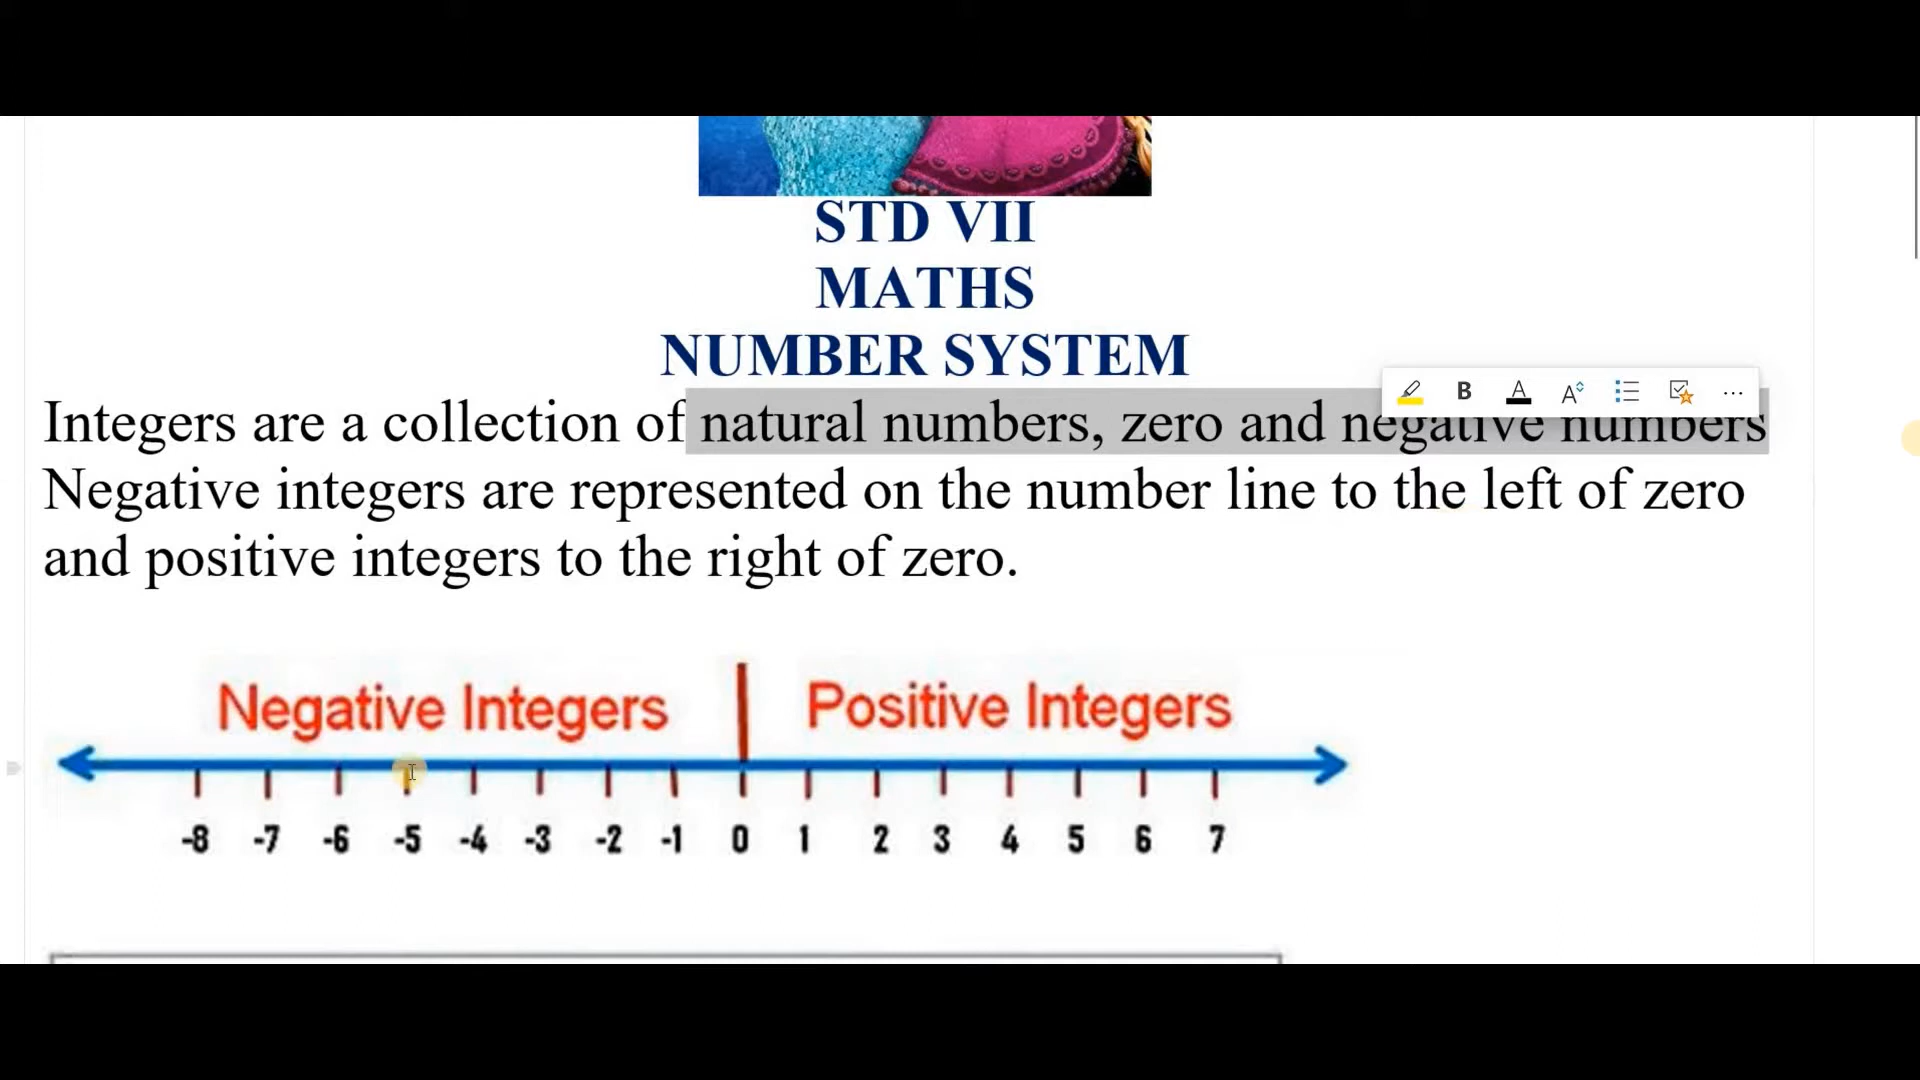 STD VII
MATHS
NUMBER SYSTEM
B A A ...
Integers are a collection of natural numbers, zero and negative numbers
Negative integers are represented on the number line to the left of zero
and positive integers to the right of zero.
Negative Integers Positive Integers
-8 -7 -6 -5 -4 -3 -2 -1 0 1 2 3 4 5 6 7